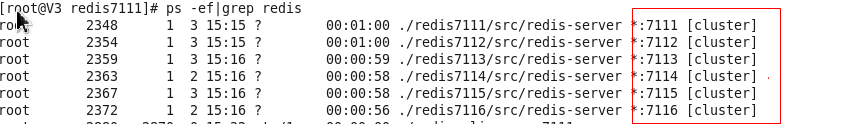 [root@V3 redis7111]# ps -ef|grep redis
root 2348 1 3 15:15 ? 00:01:00 ./redis7111/src/redis-server *:7111 [cluster]
root 2354 1 3 15:15 ? 00:01:00 ./redis7112/src/redis-server *:7112 [cluster]
root 2359 1 3 15:16 ? 00:00:59 ./redis7113/src/redis-server *:7113 [cluster]
root 2363 1 2 15:16 ? 00:00:58 ./redis7114/src/redis-server *:7114 [cluster]
root 2367 1 3 15:16 ? 00:00:58 ./redis7115/src/redis-server *:7115 [cluster]
root 2372 1 2 15:16 ? 00:00:56 ./redis7116/src/redis-server *:7116 [cluster]